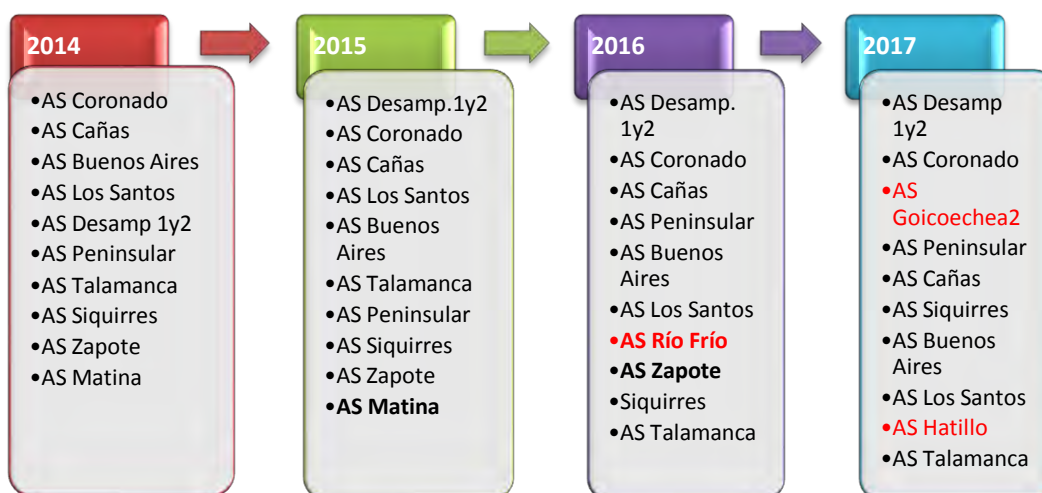 2014
•AS Coronado
•AS Cañas
•AS Buenos Aires
•AS Los Santos
•AS Desamp 1y2
•AS Peninsular
•AS Talamanca
•AS Siquirres
•AS Zapote
•AS Matina
2015
•AS Desamp.1y2
•AS Coronado
•AS Cañas
•AS Los Santos
•AS Buenos
Aires
•AS Talamanca
•AS Peninsular
•AS Siquirres
•AS Zapote
•AS Matina
2016
•AS Desamp.
1y2
•AS Coronado
•AS Cañas
•AS Peninsular
•AS Buenos
Aires
•AS Los Santos
•AS Río Frío
•AS Zapote
•Siquirres
•AS Talamanca
2017
•AS Desamp
1y2
•AS Coronado
•AS
Goicoechea2
•AS Peninsular
•AS Cañas
•AS Siquirres
•AS Buenos
Aires
•AS Los Santos
•AS Hatillo
•AS Talamanca